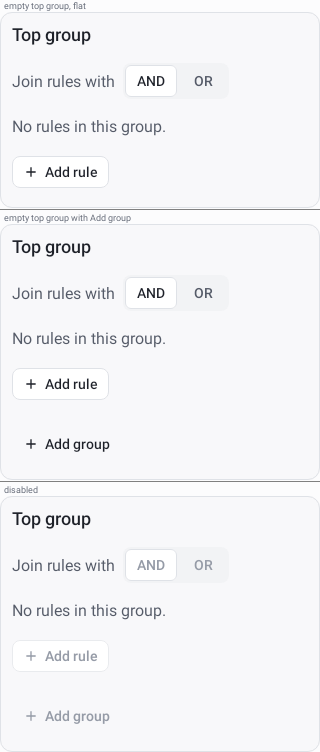 empty top group, flat
Top group
Join rules with AND OR
No rules in this group.
+ Add rule
empty top group with Add group
Top group
Join rules with AND OR
No rules in this group.
+ Add rule
+ Add group
disabled
Top group
Join rules with AND OR
No rules in this group.
+ Add rule
+ Add group